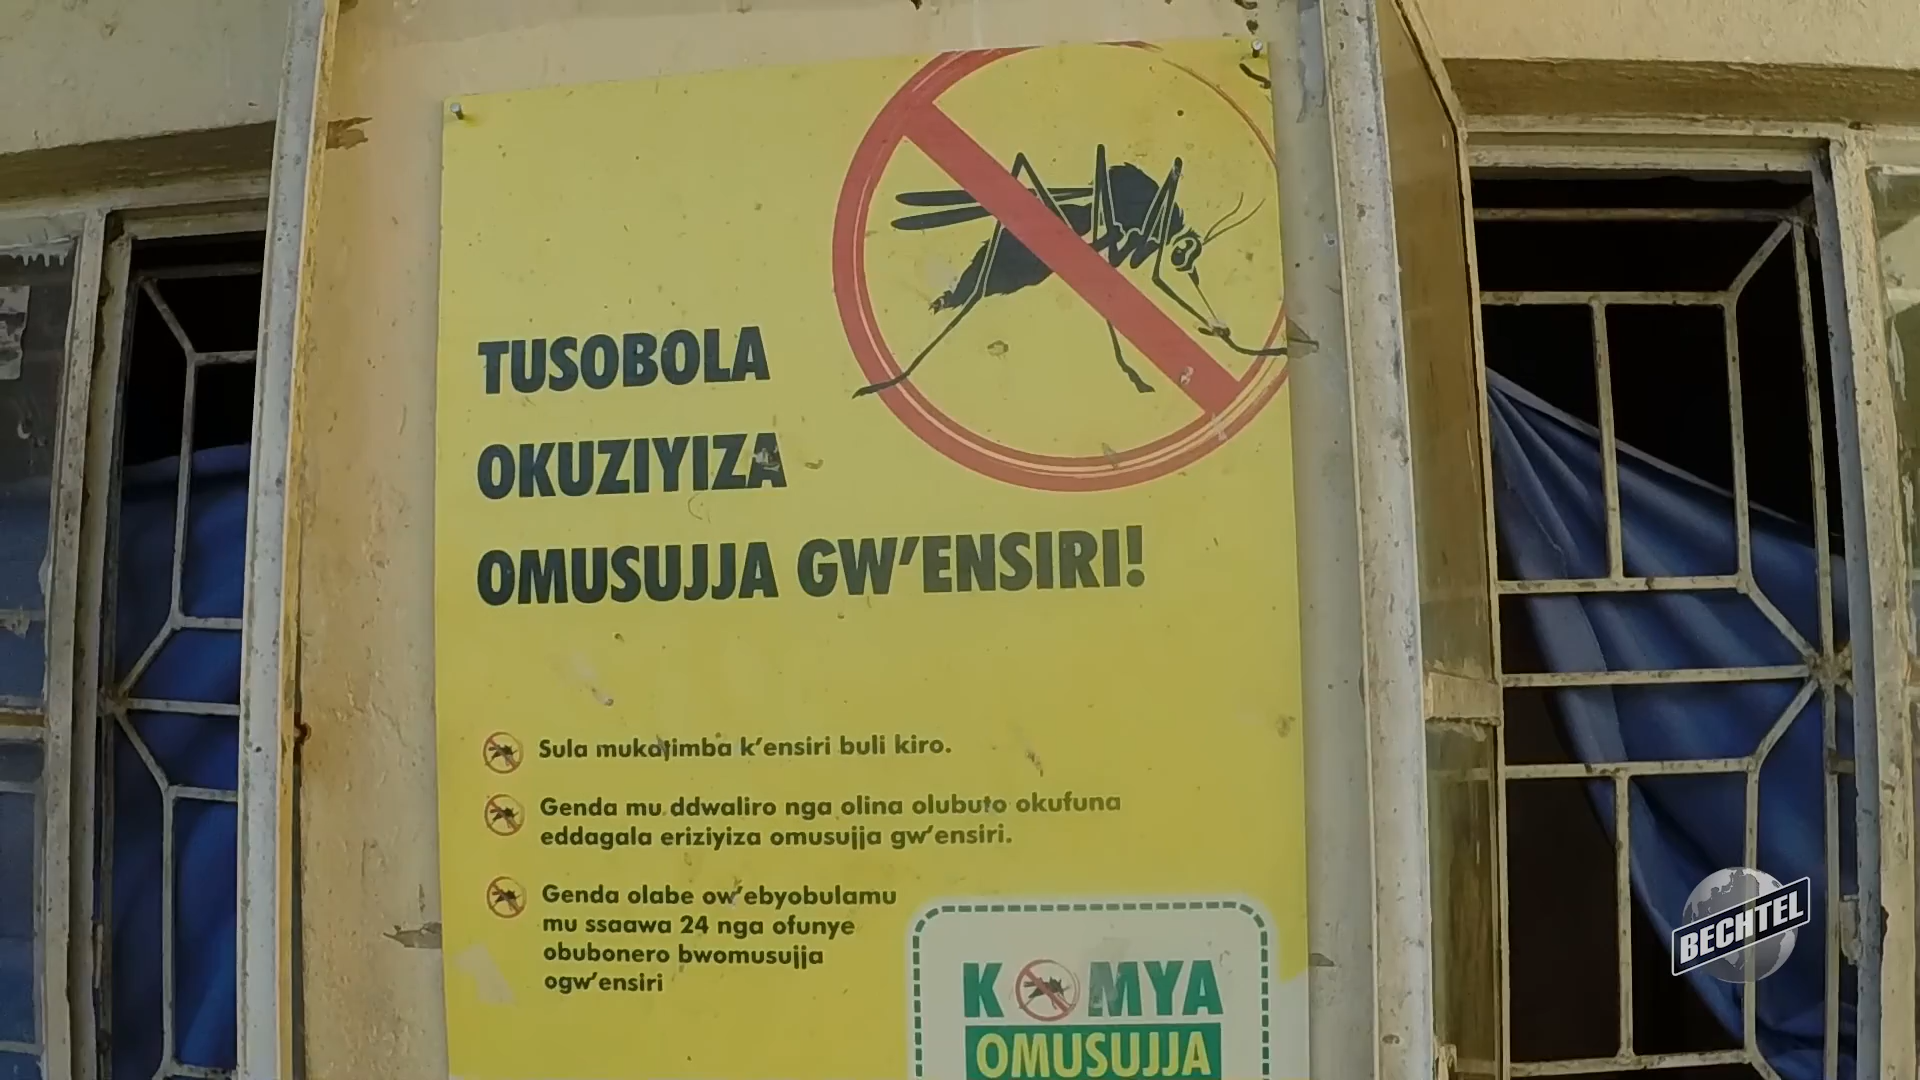 TUSOBOLA
OKUZIYIZA
OMUSUJJA GW'ENSIRI!
Sula mukatimba k'ensiri buli kiro.
Genda mu ddwaliro nga olina olubuto okufuna
eddagala eriziyiza omusujja gw'ensiri.
Genda olabe ow'ebyobulamu
mu ssaawa 24 nga ofunye
obubonero bwomusujja
ogw'ensiri
KOMYA
OMUSUJJA
BECHTEL